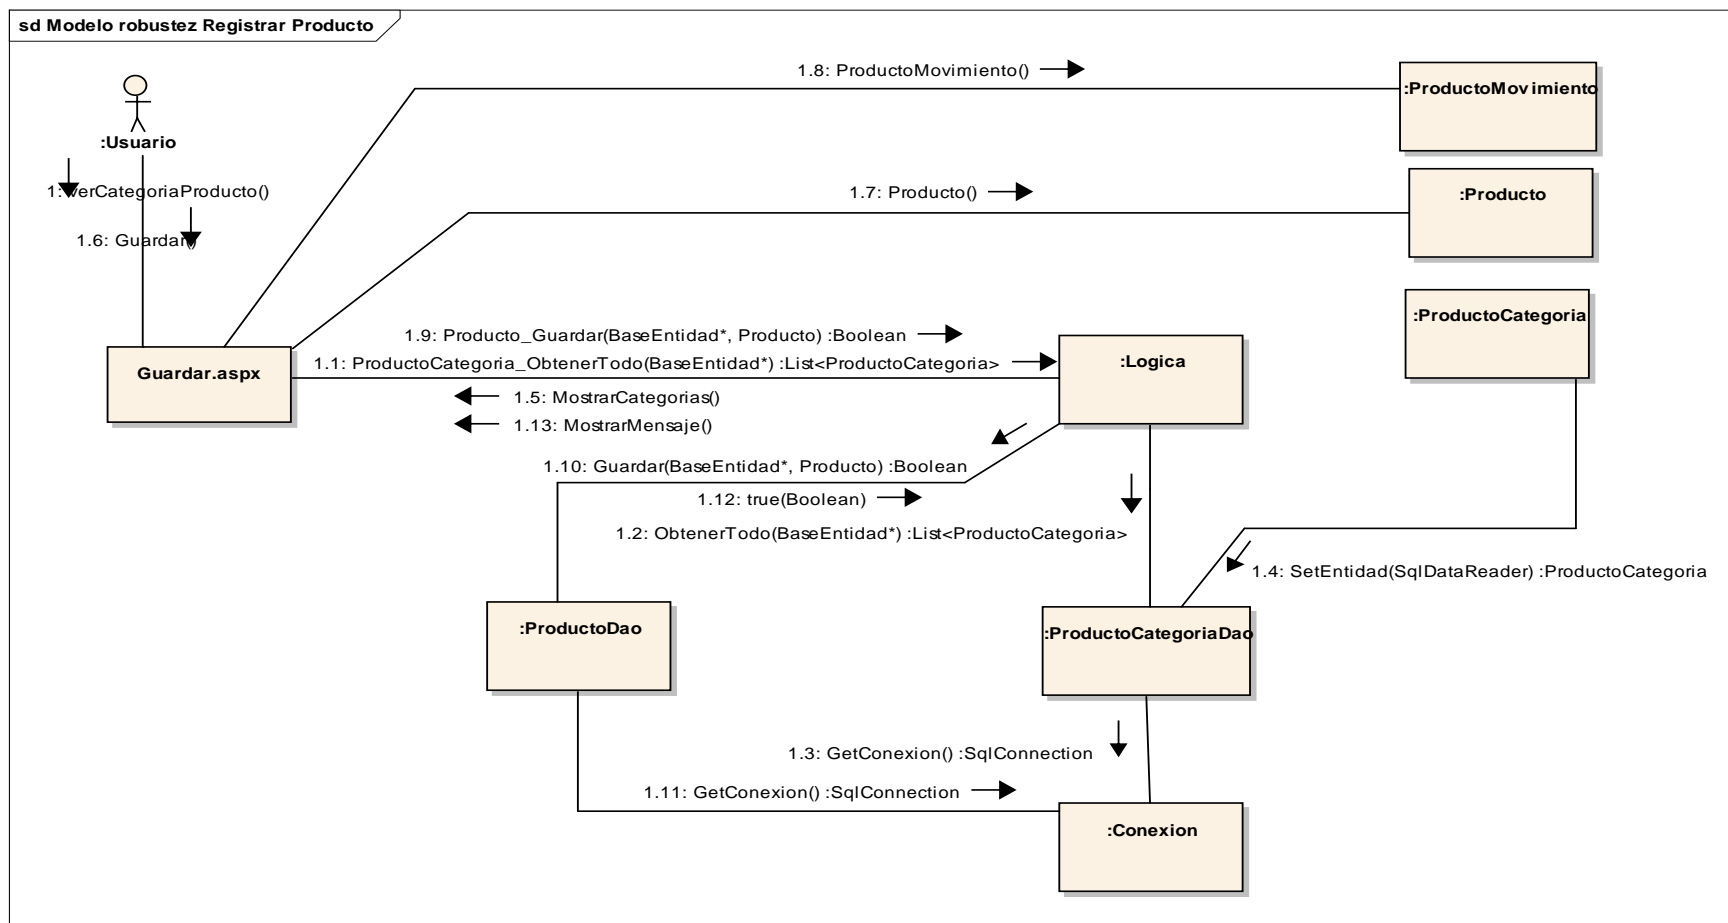 sd Modelo robustez Registrar Producto
1.8: ProductoMovimiento()
:ProductoMovimiento
:Usuario
1: verCategoriaProducto()
1.7: Producto()
:Producto
1.6: Guardar()
:ProductoCategoria
1.9: Producto_Guardar(BaseEntidad*, Producto) :Boolean
1.1: ProductoCategoria_ObtenerTodo(BaseEntidad*) :List<ProductoCategoria>
:Logica
Guardar.aspx
1.5: MostrarCategorias()
1.13: MostrarMensaje()
1.10: Guardar(BaseEntidad*, Producto) :Boolean
1.12: true(Boolean)
1.2: ObtenerTodo(BaseEntidad*) :List<ProductoCategoria>
1.4: SetEntidad(SqlDataReader) :ProductoCategoria
:ProductoDao
:ProductoCategoriaDao
1.3: GetConexion() :SqlConnection
1.11: GetConexion() :SqlConnection
:Conexion